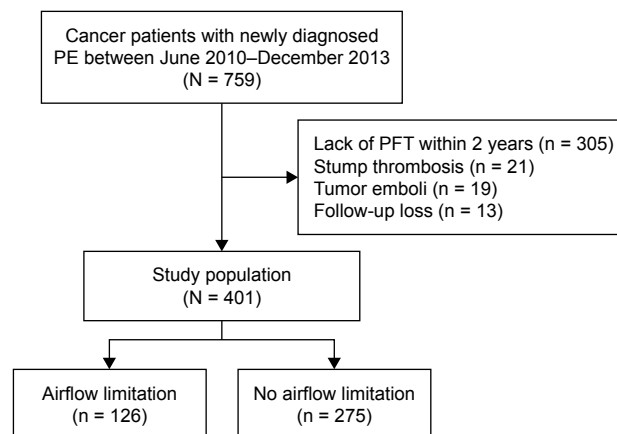 Cancer patients with newly diagnosed
PE between June 2010–December 2013
(N = 759)
Lack of PFT within 2 years (n = 305)
Stump thrombosis (n = 21)
Tumor emboli (n = 19)
Follow-up loss (n = 13)
Study population
(N = 401)
Airflow limitation
(n = 126)
No airflow limitation
(n = 275)